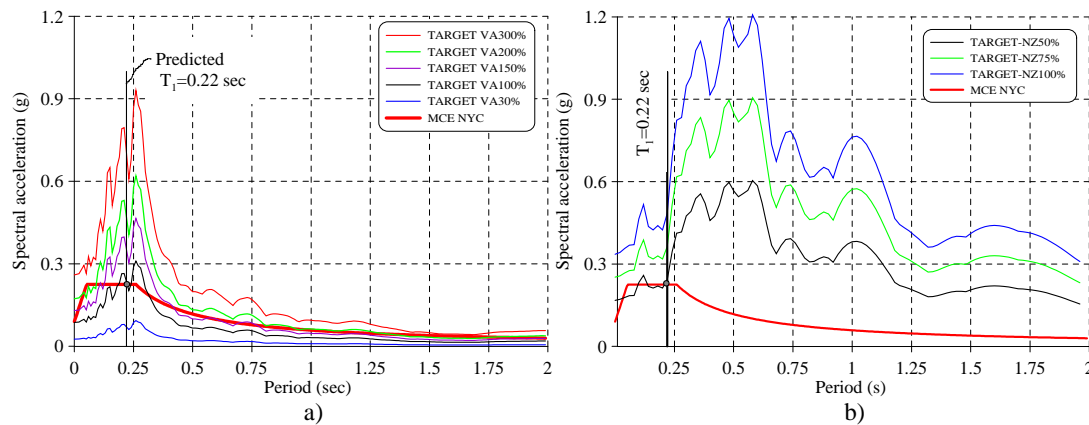 1.2
0.9
0.6
0.3
0
Spectral acceleration (g)
Predicted
T1=0.22 sec
TARGET VA300%
TARGET VA200%
TARGET VA150%
TARGET VA100%
TARGET VA30%
MCE NYC
0 0.25 0.5 0.75 1 1.25 1.5 1.75 2
Period (sec)
a)
1.2
0.9
0.6
0.3
0
Spectral acceleration (g)
T1=0.22 sec
TARGET-NZ50%
TARGET-NZ75%
TARGET-NZ100%
MCE NYC
0.25 0.5 0.75 1 1.25 1.5 1.75 2
Period (s)
b)